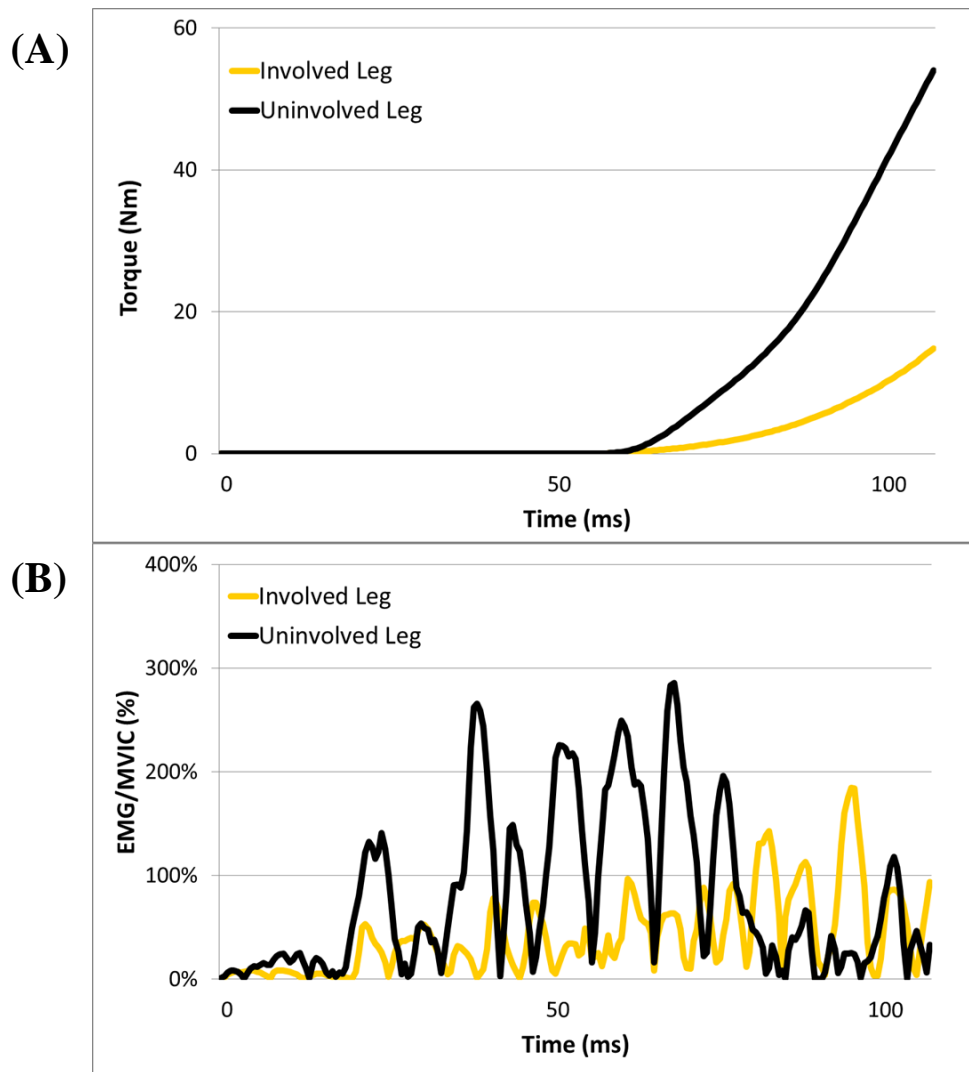 (A)
60
40
20
0
Torque (Nm)
Involved Leg
Uninvolved Leg
0 50 100
Time (ms)
(B)
400%
300%
200%
100%
0%
EMG/MVIC (%)
Involved Leg
Uninvolved Leg
0 50 100
Time (ms)